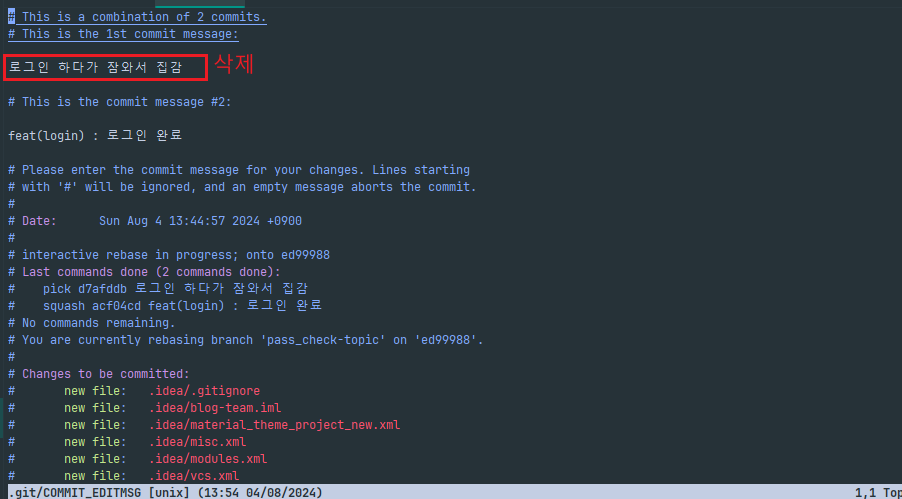 # This is a combination of 2 commits.
# This is the 1st commit message:
로그인 하다가 잠와서 집감 삭제
# This is the commit message #2:
feat(login) : 로그인 완료
# Please enter the commit message for your changes. Lines starting
# with '#' will be ignored, and an empty message aborts the commit.
#
# Date:      Sun Aug 4 13:44:57 2024 +0900
#
# interactive rebase in progress; onto ed99988
# Last commands done (2 commands done):
#    pick d7afddb 로그인 하다가 잠와서 집감
#    squash acf04cd feat(login) : 로그인 완료
# No commands remaining.
# You are currently rebasing branch 'pass_check-topic' on 'ed99988'.
#
# Changes to be committed:
#       new file:   .idea/.gitignore
#       new file:   .idea/blog-team.iml
#       new file:   .idea/material_theme_project_new.xml
#       new file:   .idea/misc.xml
#       new file:   .idea/modules.xml
#       new file:   .idea/vcs.xml
.git/COMMIT_EDITMSG [unix] (13:54 04/08/2024) 1,1 Top